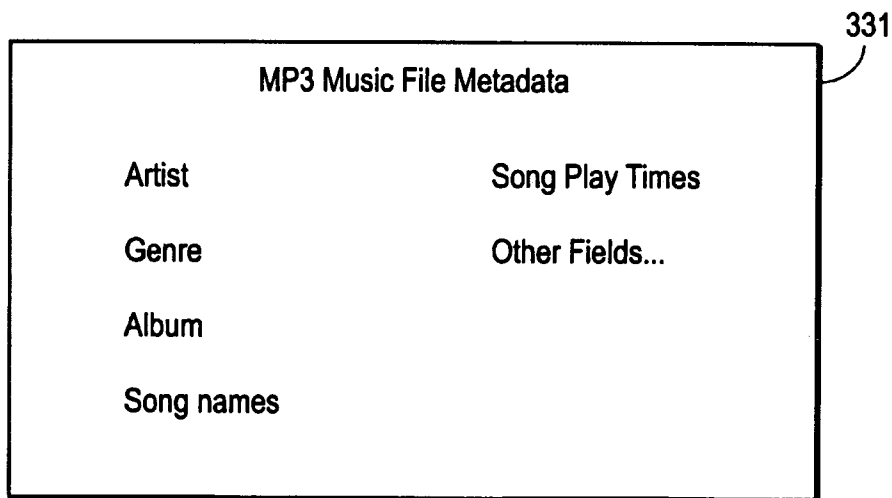 331
MP3 Music File Metadata
Artist
Song Play Times
Genre
Other Fields...
Album
Song names